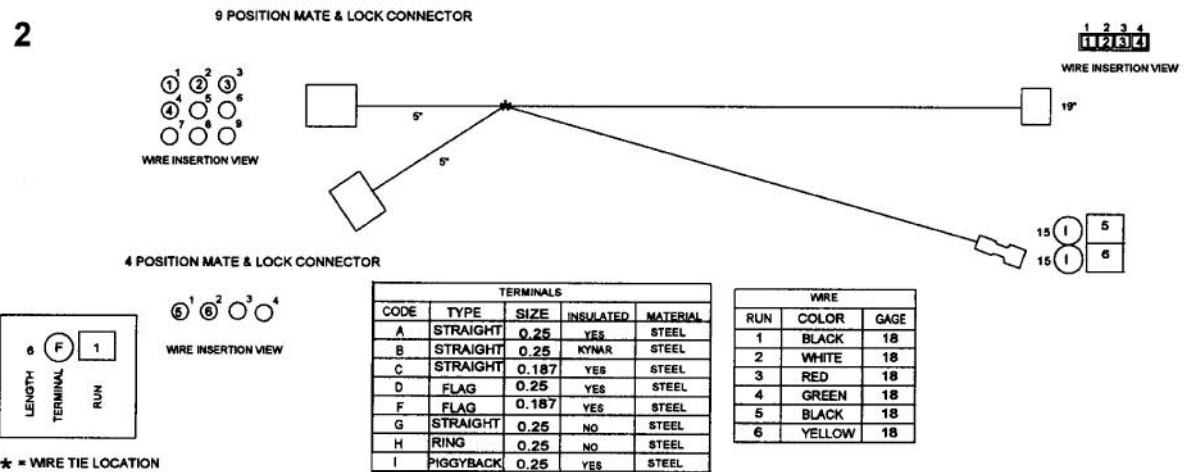 9 POSITION MATE & LOCK CONNECTOR
2
1 2 3
1 2 3
4 5 6
4
7 8 9
WIRE INSERTION VIEW
5"
5"
1 2 3 4
1 2 3 4
WIRE INSERTION VIEW
19"
15 I 5
15 I 6
4 POSITION MATE & LOCK CONNECTOR
1 2 3 4
5 6
WIRE INSERTION VIEW
6 F 1
LENGTH TERMINAL RUN
* = WIRE TIE LOCATION
TERMINALS
CODE TYPE SIZE INSULATED MATERIAL
A STRAIGHT 0.25 YES STEEL
B STRAIGHT 0.25 KYNAR STEEL
C STRAIGHT 0.187 YES STEEL
D FLAG 0.25 YES STEEL
F FLAG 0.187 YES STEEL
G STRAIGHT 0.25 NO STEEL
H RING 0.25 NO STEEL
I PIGGYBACK 0.25 YES STEEL
WIRE
RUN COLOR GAGE
1 BLACK 18
2 WHITE 18
3 RED 18
4 GREEN 18
5 BLACK 18
6 YELLOW 18